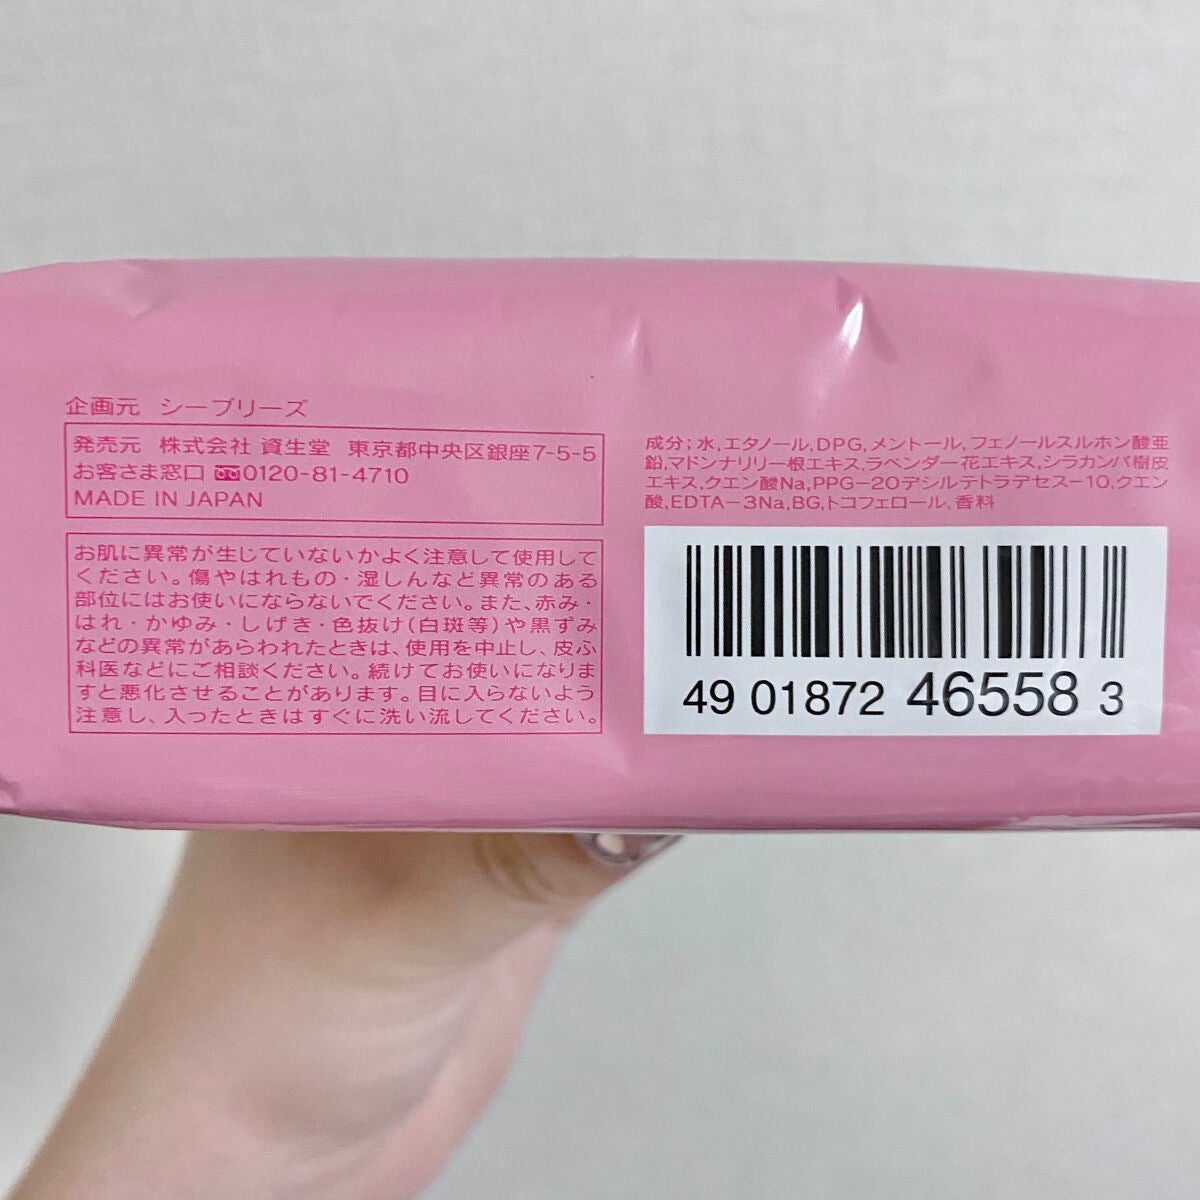 企画元 シーブリーズ
発売元 株式会社 資生堂 東京都中央区銀座7-5-5
お客さま窓口 0120-81-4710
MADE IN JAPAN
お肌に異常が生じていないかよく注意して使用して
ください。傷やはれもの・湿しんなど異常のある
部位にはお使いにならないでください。また、赤み・
はれ・かゆみ・しげき・色抜け(白斑等)や黒ずみ
などの異常があらわれたときは、使用を中止し、皮ふ
科医などにご相談ください。続けてお使いになりま
すと悪化させることがあります。目に入らないよう
注意し、入ったときはすぐに洗い流してください。
成分;水,エタノール,DPG,メントール,フェノールスルホン酸亜
鉛,マドンナリリー根エキス,ラベンダー花エキス,シラカンバ樹皮
エキス,クエン酸Na,PPG-20デシルテトラデセス-10,クエン
酸,EDTA-3Na,BG,トコフェロール,香料
49 01872 46558 3